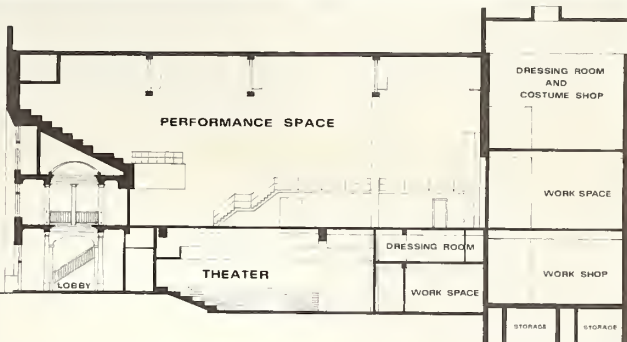 DRESSING ROOM
AND
COSTUME SHOP
PERFORMANCE SPACE
WORK SPACE
DRESSING ROOM
THEATER
WORK SHOP
LOBBY
WORK SPACE
STORAGE
STORAGE